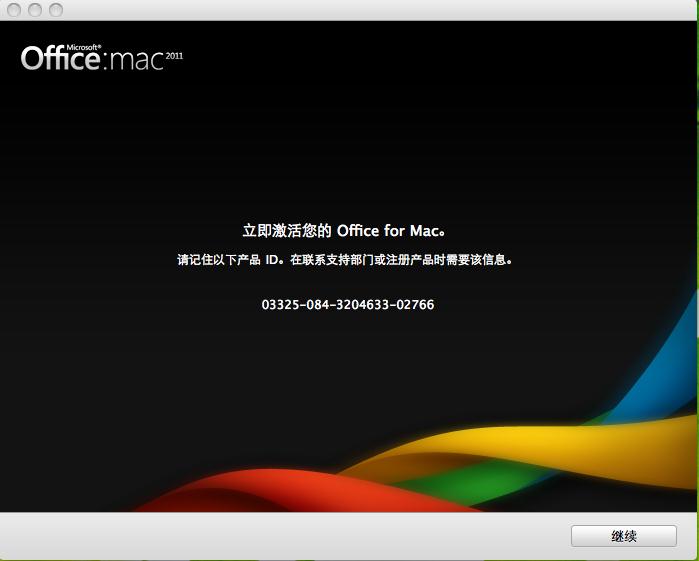 Microsoft®
Office:mac 2011
立即激活您的 Office for Mac。
请记住以下产品 ID。在联系支持部门或注册产品时需要该信息。
03325-084-3204633-02766
继续